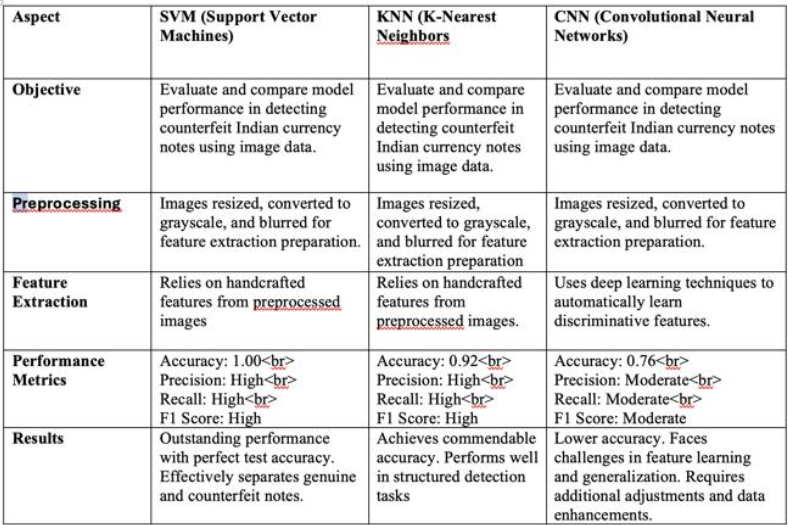 Aspect
SVM (Support Vector
Machines)
KNN (K-Nearest
Neighbors
CNN (Convolutional Neural
Networks)
Objective
Evaluate and compare model
performance in detecting
counterfeit Indian currency
notes using image data.
Evaluate and compare
model performance in
detecting counterfeit
Indian currency notes
using image data.
Evaluate and compare model
performance in detecting
counterfeit Indian currency notes
using image data.
Preprocessing
Images resized, converted to
grayscale, and blurred for
feature extraction preparation.
Images resized,
converted to grayscale,
and blurred for feature
extraction preparation
Images resized, converted to
grayscale, and blurred for feature
extraction preparation.
Feature
Extraction
Relies on handcrafted
features from preprocessed
images
Relies on handcrafted
features from
preprocessed images.
Uses deep learning techniques to
automatically learn
discriminative features.
Performance
Metrics
Accuracy: 1.00<br>
Precision: High<br>
Recall: High<br>
F1 Score: High
Accuracy: 0.92<br>
Precision: High<br>
Recall: High<br>
F1 Score: High
Accuracy: 0.76<br>
Precision: Moderate<br>
Recall: Moderate<br>
F1 Score: Moderate
Results
Outstanding performance
with perfect test accuracy.
Effectively separates genuine
and counterfeit notes.
Achieves commendable
accuracy. Performs well
in structured detection
tasks
Lower accuracy. Faces
challenges in feature learning
and generalization. Requires
additional adjustments and data
enhancements.